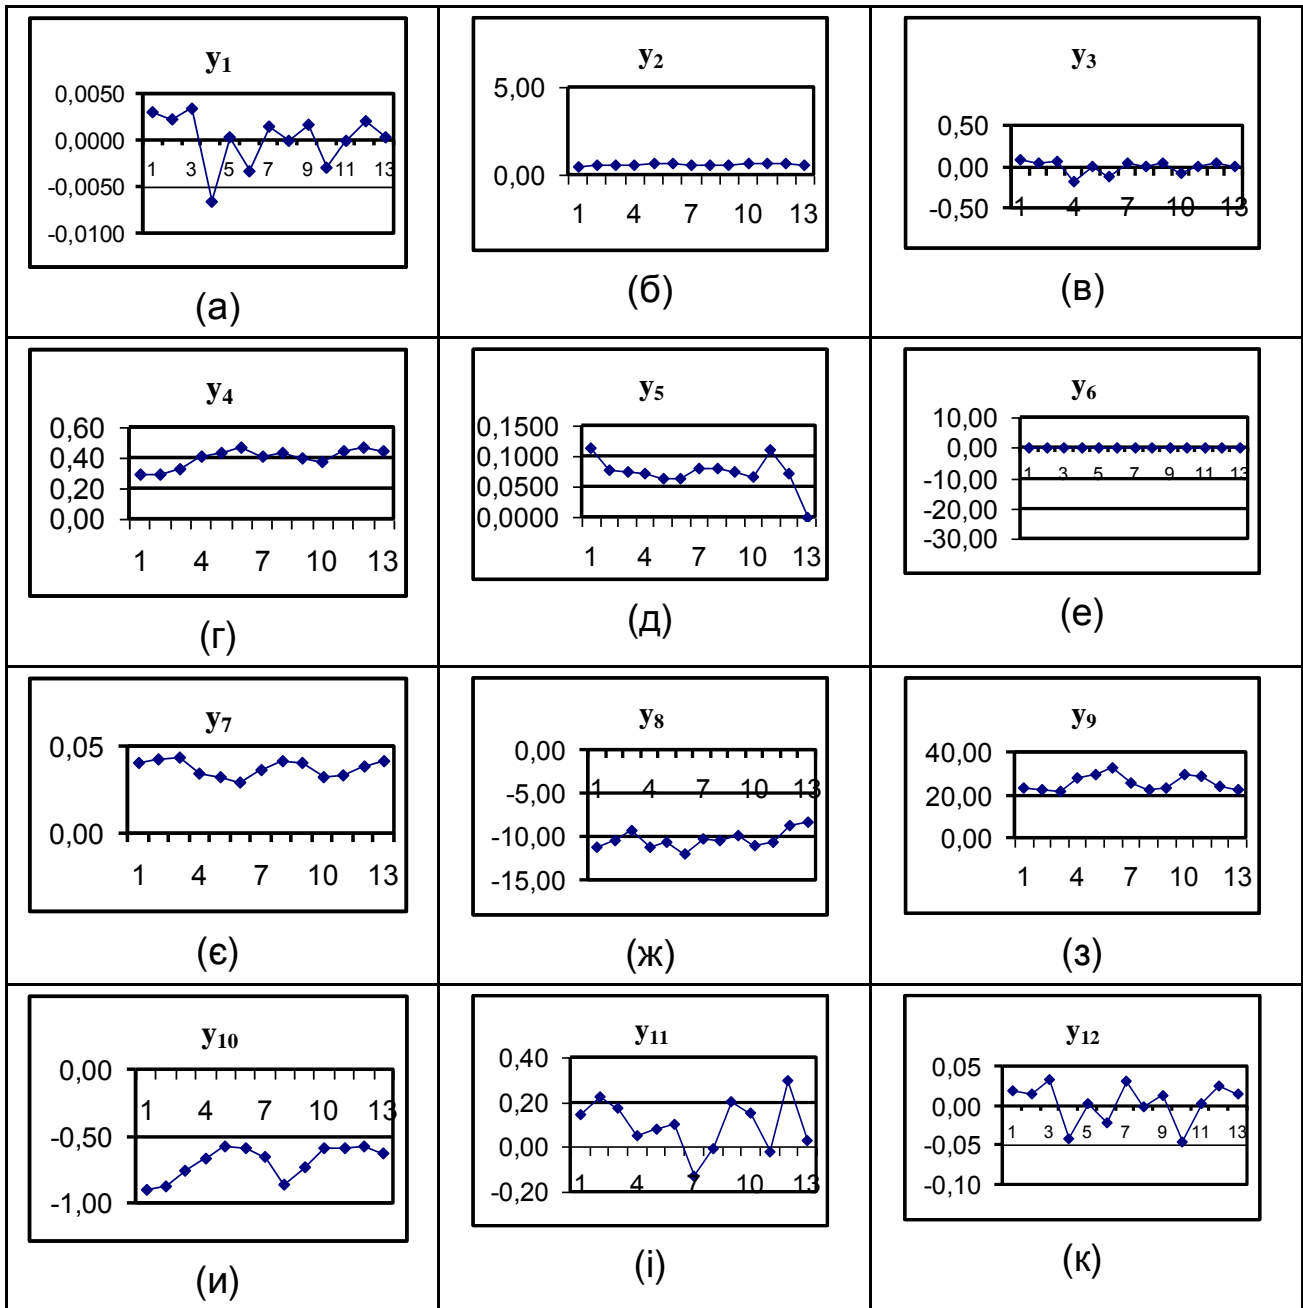 y1
0,0050
0,0000
-0,0050
-0,0100
1 3 5 7 9 11 13
(а)
y2
5,00
0,00
1 4 7 10 13
(б)
y3
0,50
0,00
-0,50
1 4 7 10 13
(в)
y4
0,60
0,40
0,20
0,00
1 4 7 10 13
(г)
y5
0,1500
0,1000
0,0500
0,0000
1 4 7 10 13
(д)
y6
10,00
0,00
-10,00
-20,00
-30,00
1 3 5 7 9 11 13
(е)
y7
0,05
0,00
1 4 7 10 13
(є)
y8
0,00
-5,00
-10,00
-15,00
1 4 7 10 13
(ж)
y9
40,00
20,00
0,00
1 4 7 10 13
(з)
y10
0,00
-0,50
-1,00
1 4 7 10 13
(и)
y11
0,40
0,20
0,00
-0,20
1 4 7 10 13
(і)
y12
0,05
0,00
-0,05
-0,10
1 3 5 7 9 11 13
(к)